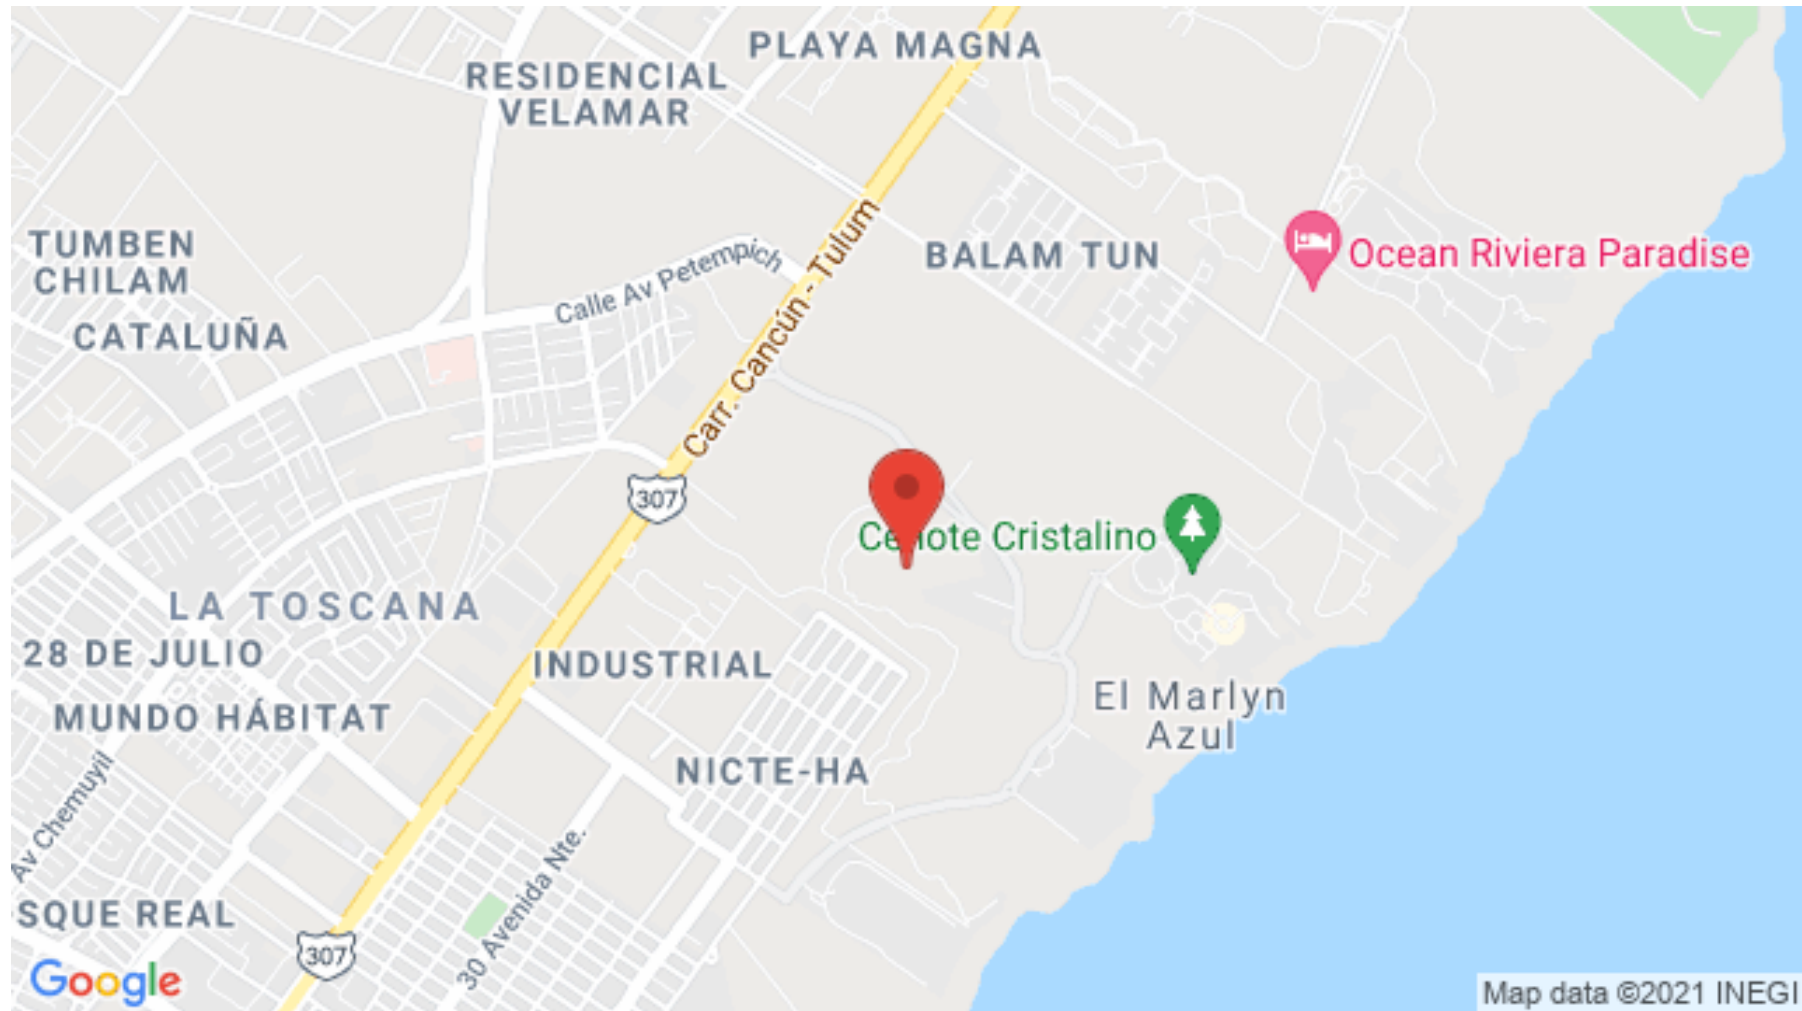 PLAYA MAGNA
RESIDENCIAL
VELAMAR
TUMBEN
CHILAM
CATALUÑA
Calle Av Petempich
Carr. Cancún - Tulum
BALAM TUN
Ocean Riviera Paradise
307
Cenote Cristalino
LA TOSCANA
28 DE JULIO
MUNDO HÁBITAT
INDUSTRIAL
El Marlyn
Azul
NICTE-HA
Av Chemuyil
30 Avenida Nte.
SQUE REAL
307
Google
Map data ©2021 INEGI